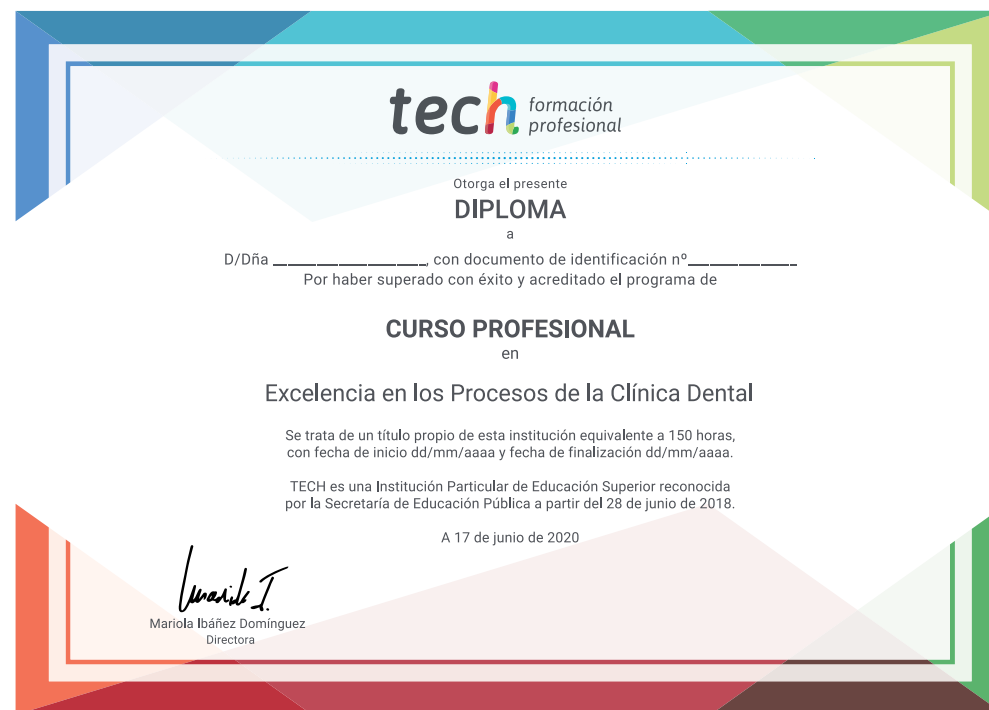 tech formación
profesional
Otorga el presente
DIPLOMA
a
D/Dña ____________________, con documento de identificación nº______________
Por haber superado con éxito y acreditado el programa de
CURSO PROFESIONAL
en
Excelencia en los Procesos de la Clínica Dental
Se trata de un título propio de esta institución equivalente a 150 horas,
con fecha de inicio dd/mm/aaaa y fecha de finalización dd/mm/aaaa.
TECH es una Institución Particular de Educación Superior reconocida
por la Secretaría de Educación Pública a partir del 28 de junio de 2018.
A 17 de junio de 2020
Mariola Ibáñez Domínguez
Directora